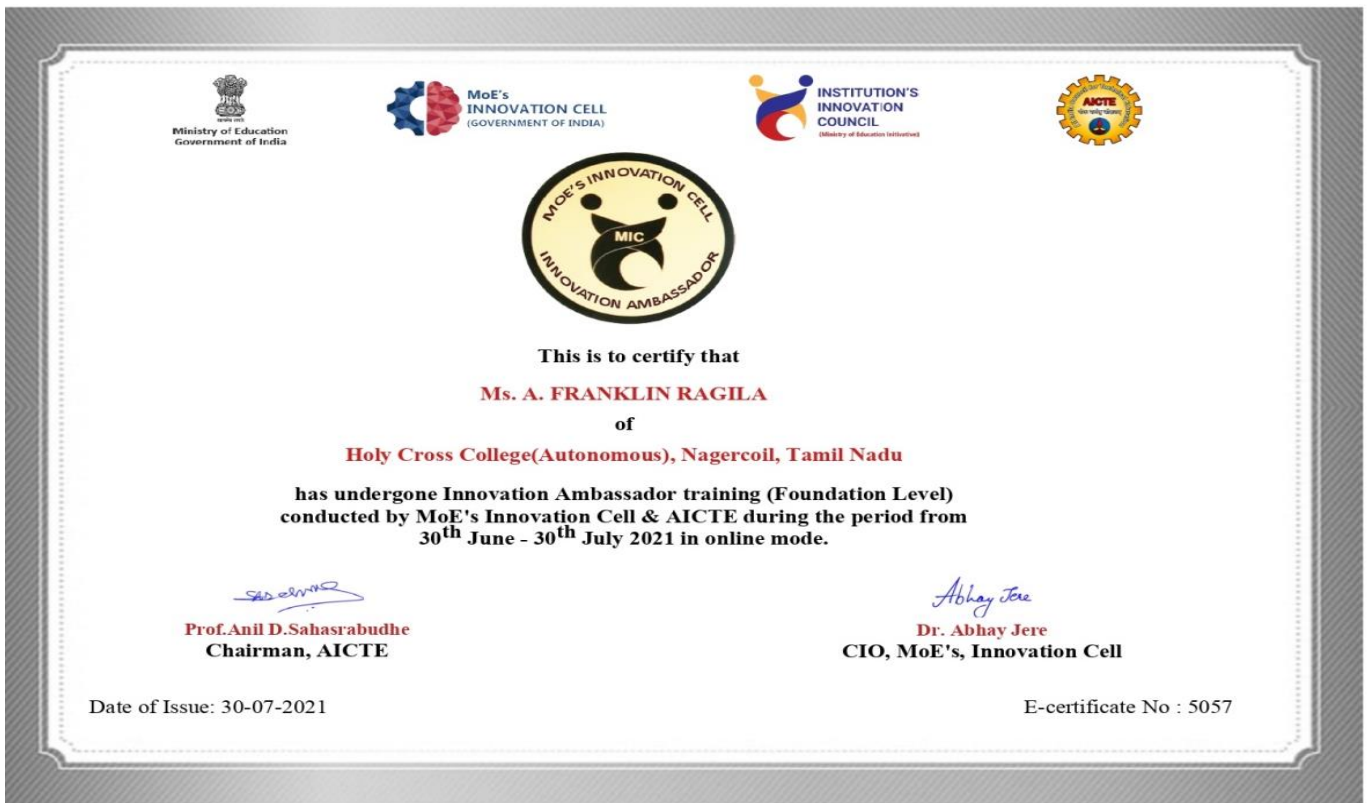 Ministry of Education
Government of India
MoE's
INNOVATION CELL
(GOVERNMENT OF INDIA)
INSTITUTION'S
INNOVATION
COUNCIL
(Ministry of Education Initiative)
AICTE
MOE'S INNOVATION CELL
MIC
INNOVATION AMBASSADOR
This is to certify that
Ms. A. FRANKLIN RAGILA
of
Holy Cross College(Autonomous), Nagercoil, Tamil Nadu
has undergone Innovation Ambassador training (Foundation Level)
conducted by MoE's Innovation Cell & AICTE during the period from
30th June - 30th July 2021 in online mode.
Abhay Jere
Prof.Anil D.Sahasrabudhe
Chairman, AICTE
Dr. Abhay Jere
CIO, MoE's, Innovation Cell
Date of Issue: 30-07-2021
E-certificate No : 5057